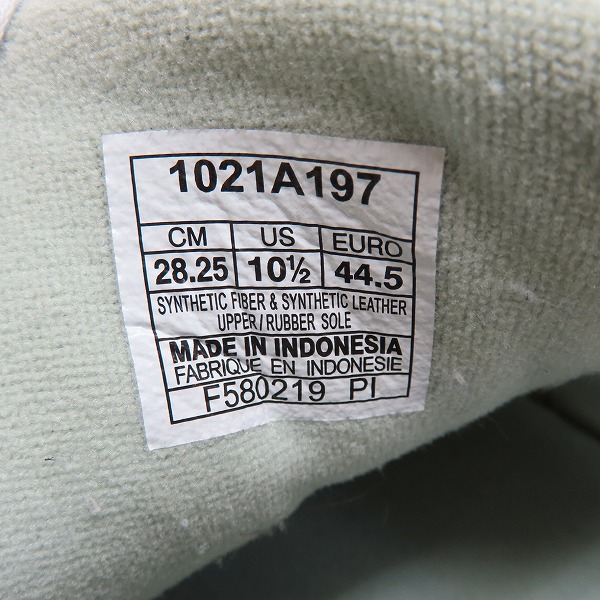 1021A197
CM US EURO
28.25 10½ 44.5
SYNTHETIC FIBER & SYNTHETIC LEATHER
UPPER/RUBBER SOLE
MADE IN INDONESIA
FABRIQUE EN INDONESIE
F580219 PI